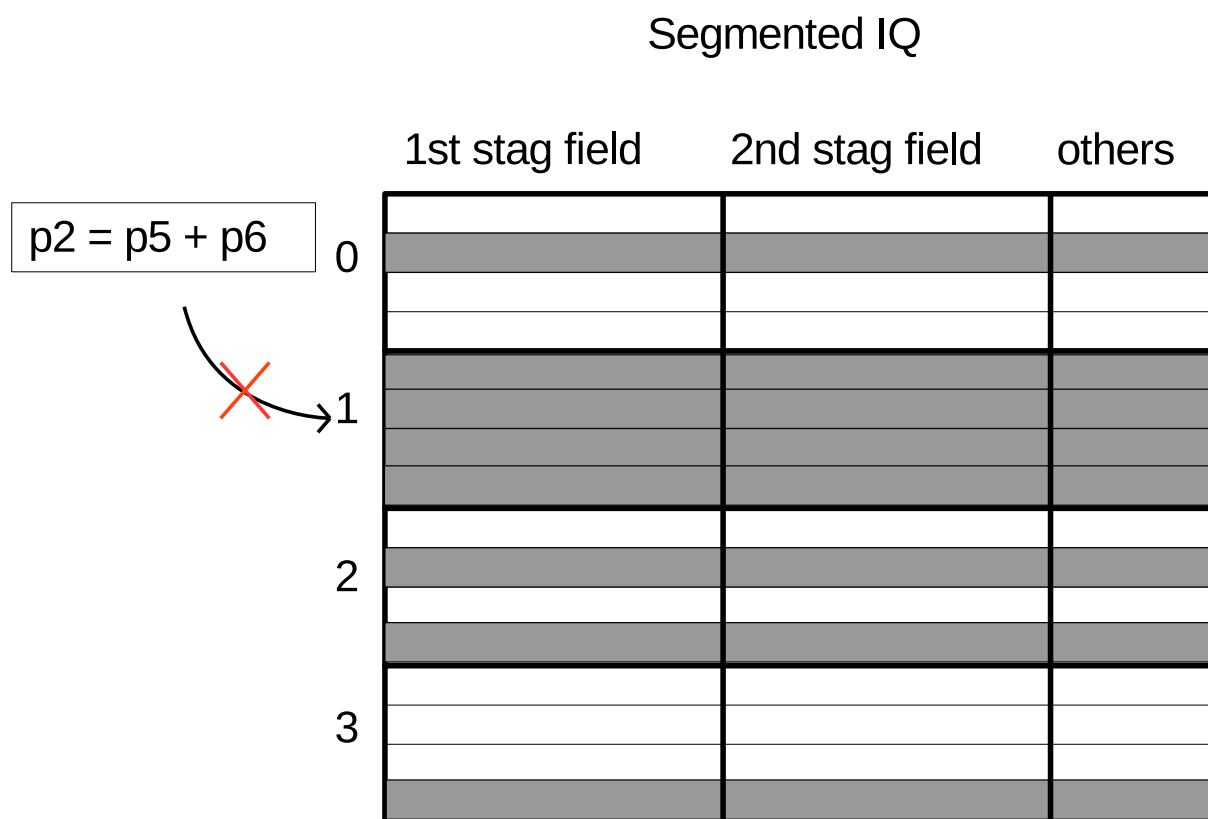 Segmented IQ
1st stag field 2nd stag field others
p2 = p5 + p6
0
1
2
3